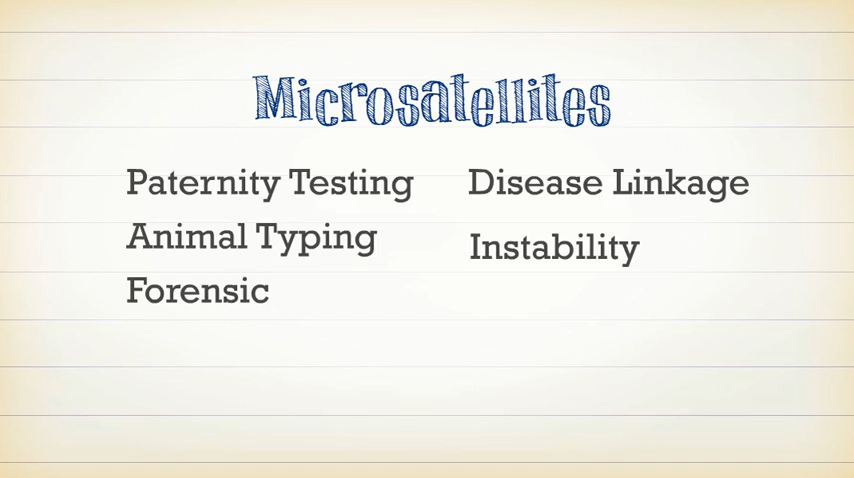 Microsatellites
Paternity Testing
Animal Typing
Forensic
Disease Linkage
Instability